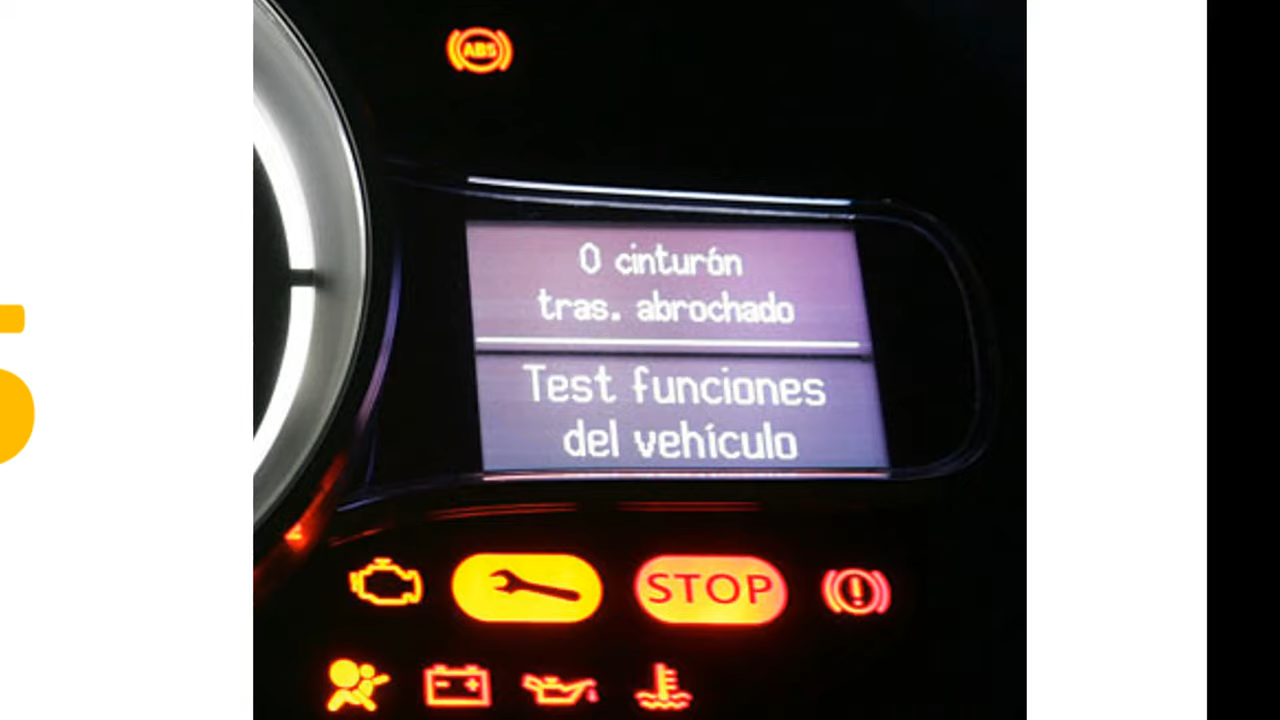 ABS
0 cinturón
tras. abrochado
Test funciones
del vehículo
STOP